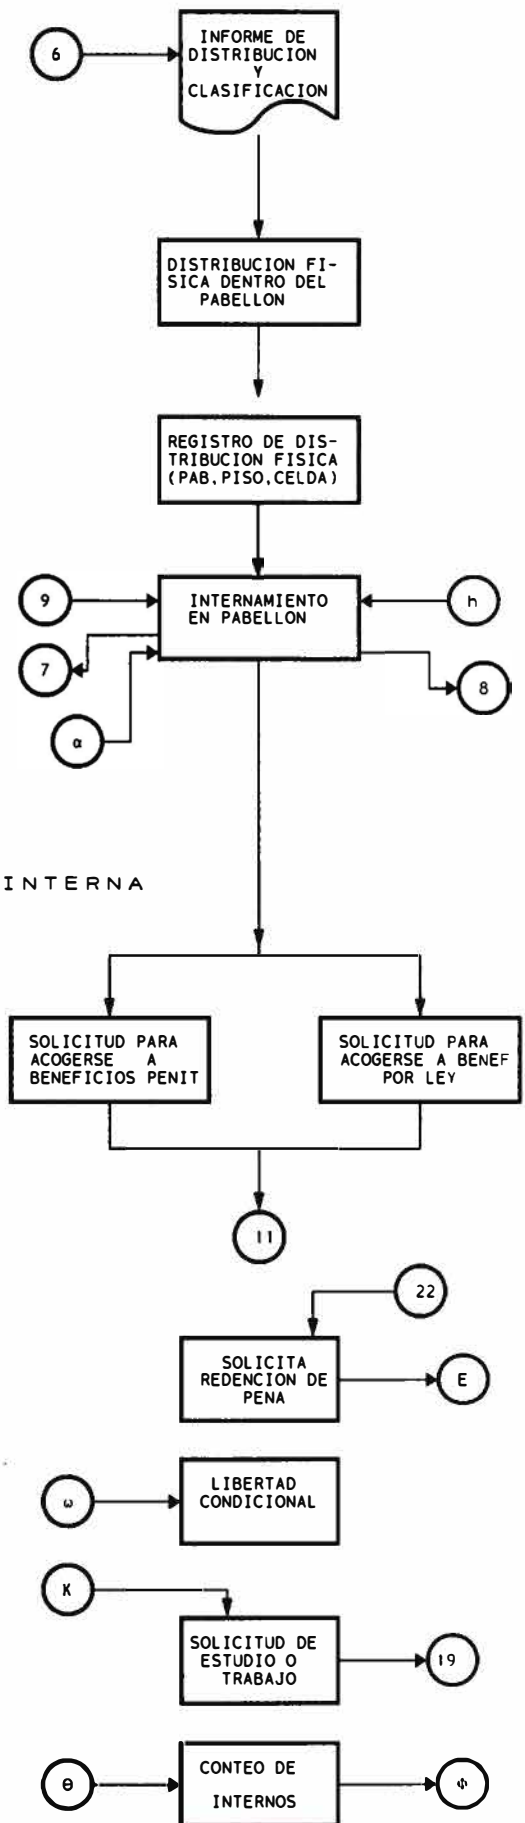 6
INFORME DE
DISTRIBUCION
Y
CLASIFICACION
DISTRIBUCION FI-
SICA DENTRO DEL
PABELLON
REGISTRO DE DIS-
TRIBUCION FISICA
(PAB,PISO,CELDA)
9
INTERNAMIENTO
EN PABELLON
h
7
8
α
INTERNA
SOLICITUD PARA
ACOGERSE A
BENEFICIOS PENIT
SOLICITUD PARA
ACOGERSE A BENEF
POR LEY
11
22
SOLICITA
REDENCION DE
PENA
E
ω
LIBERTAD
CONDICIONAL
K
SOLICITUD DE
ESTUDIO O
TRABAJO
19
θ
CONTEO DE
INTERNOS